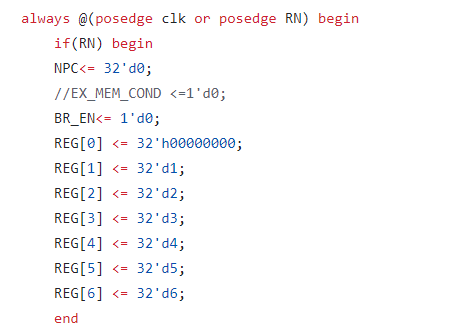 always @(posedge clk or posedge RN) begin
if(RN) begin
NPC<= 32'd0;
//EX_MEM_COND <=1'd0;
BR_EN<= 1'd0;
REG[0] <= 32'h00000000;
REG[1] <= 32'd1;
REG[2] <= 32'd2;
REG[3] <= 32'd3;
REG[4] <= 32'd4;
REG[5] <= 32'd5;
REG[6] <= 32'd6;
end